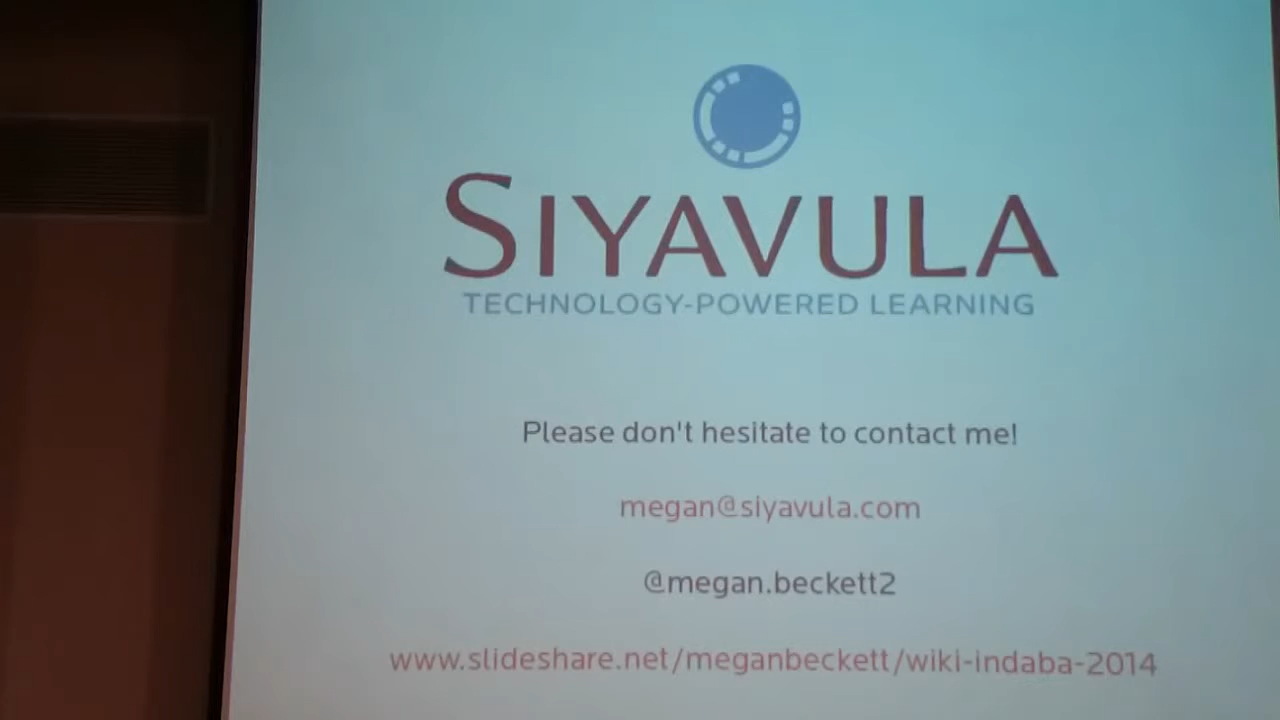 SIYAVULA
TECHNOLOGY-POWERED LEARNING
Please don't hesitate to contact me!
megan@siyavula.com
@megan.beckett2
www.slideshare.net/meganbeckett/wiki-indaba-2014